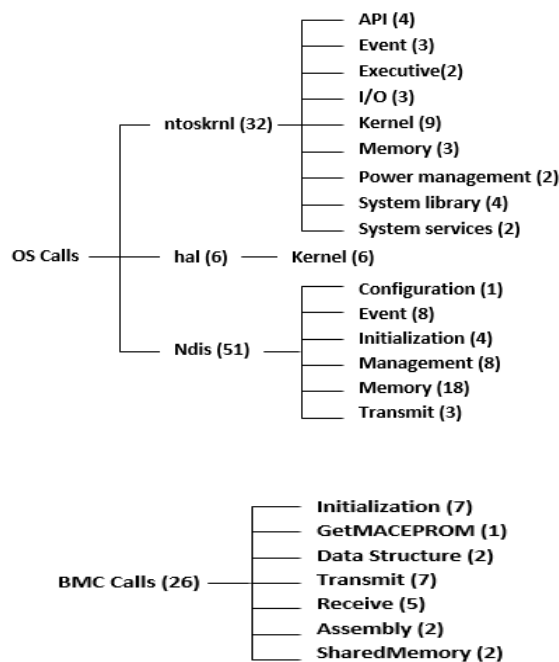 API (4)
Event (3)
Executive(2)
I/O (3)
ntoskrnl (32)
Kernel (9)
Memory (3)
Power management (2)
System library (4)
System services (2)
OS Calls
hal (6)
Kernel (6)
Configuration (1)
Event (8)
Initialization (4)
Ndis (51)
Management (8)
Memory (18)
Transmit (3)
Initialization (7)
GetMACEPROM (1)
Data Structure (2)
BMC Calls (26)
Transmit (7)
Receive (5)
Assembly (2)
SharedMemory (2)